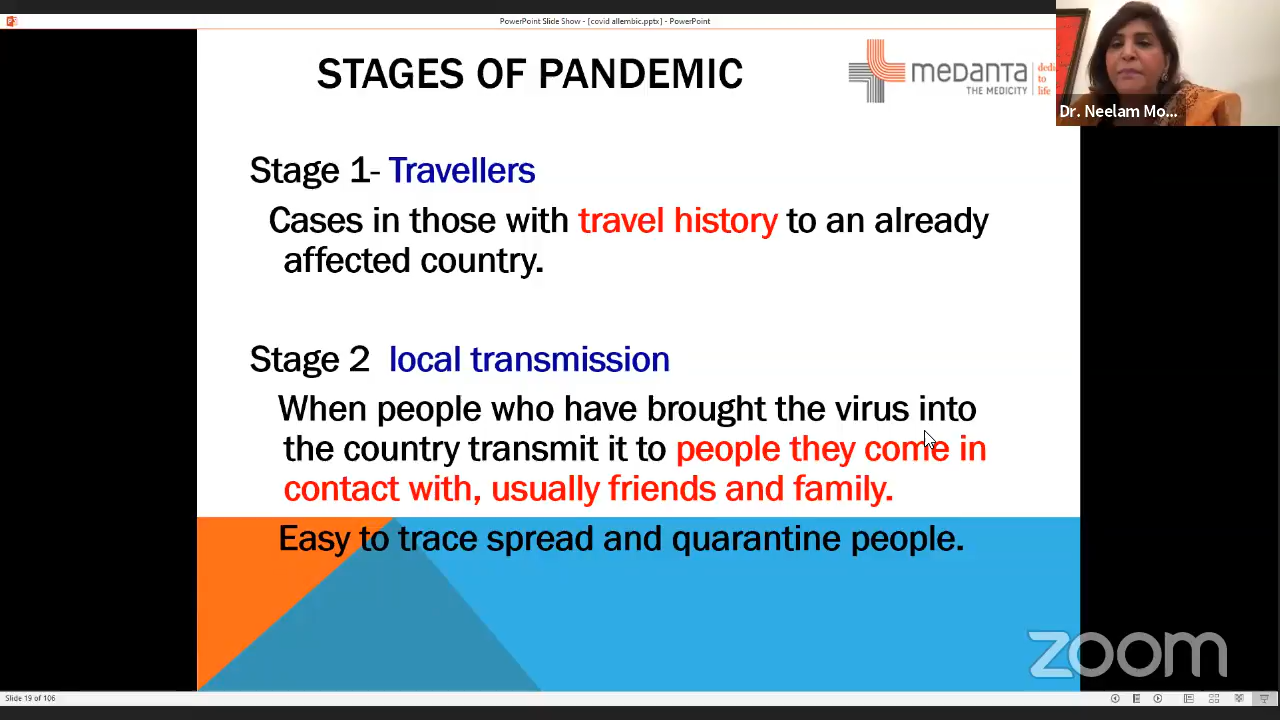 PowerPoint Slide Show - [covid allembic.pptx] - PowerPoint
STAGES OF PANDEMIC
medanta
THE MEDICITY
dedi
to
life
Dr. Neelam Mo...
Stage 1- Travellers
Cases in those with travel history to an already
affected country.
Stage 2 local transmission
When people who have brought the virus into
the country transmit it to people they come in
contact with, usually friends and family.
Easy to trace spread and quarantine people.
zoom
Slide 19 of 106